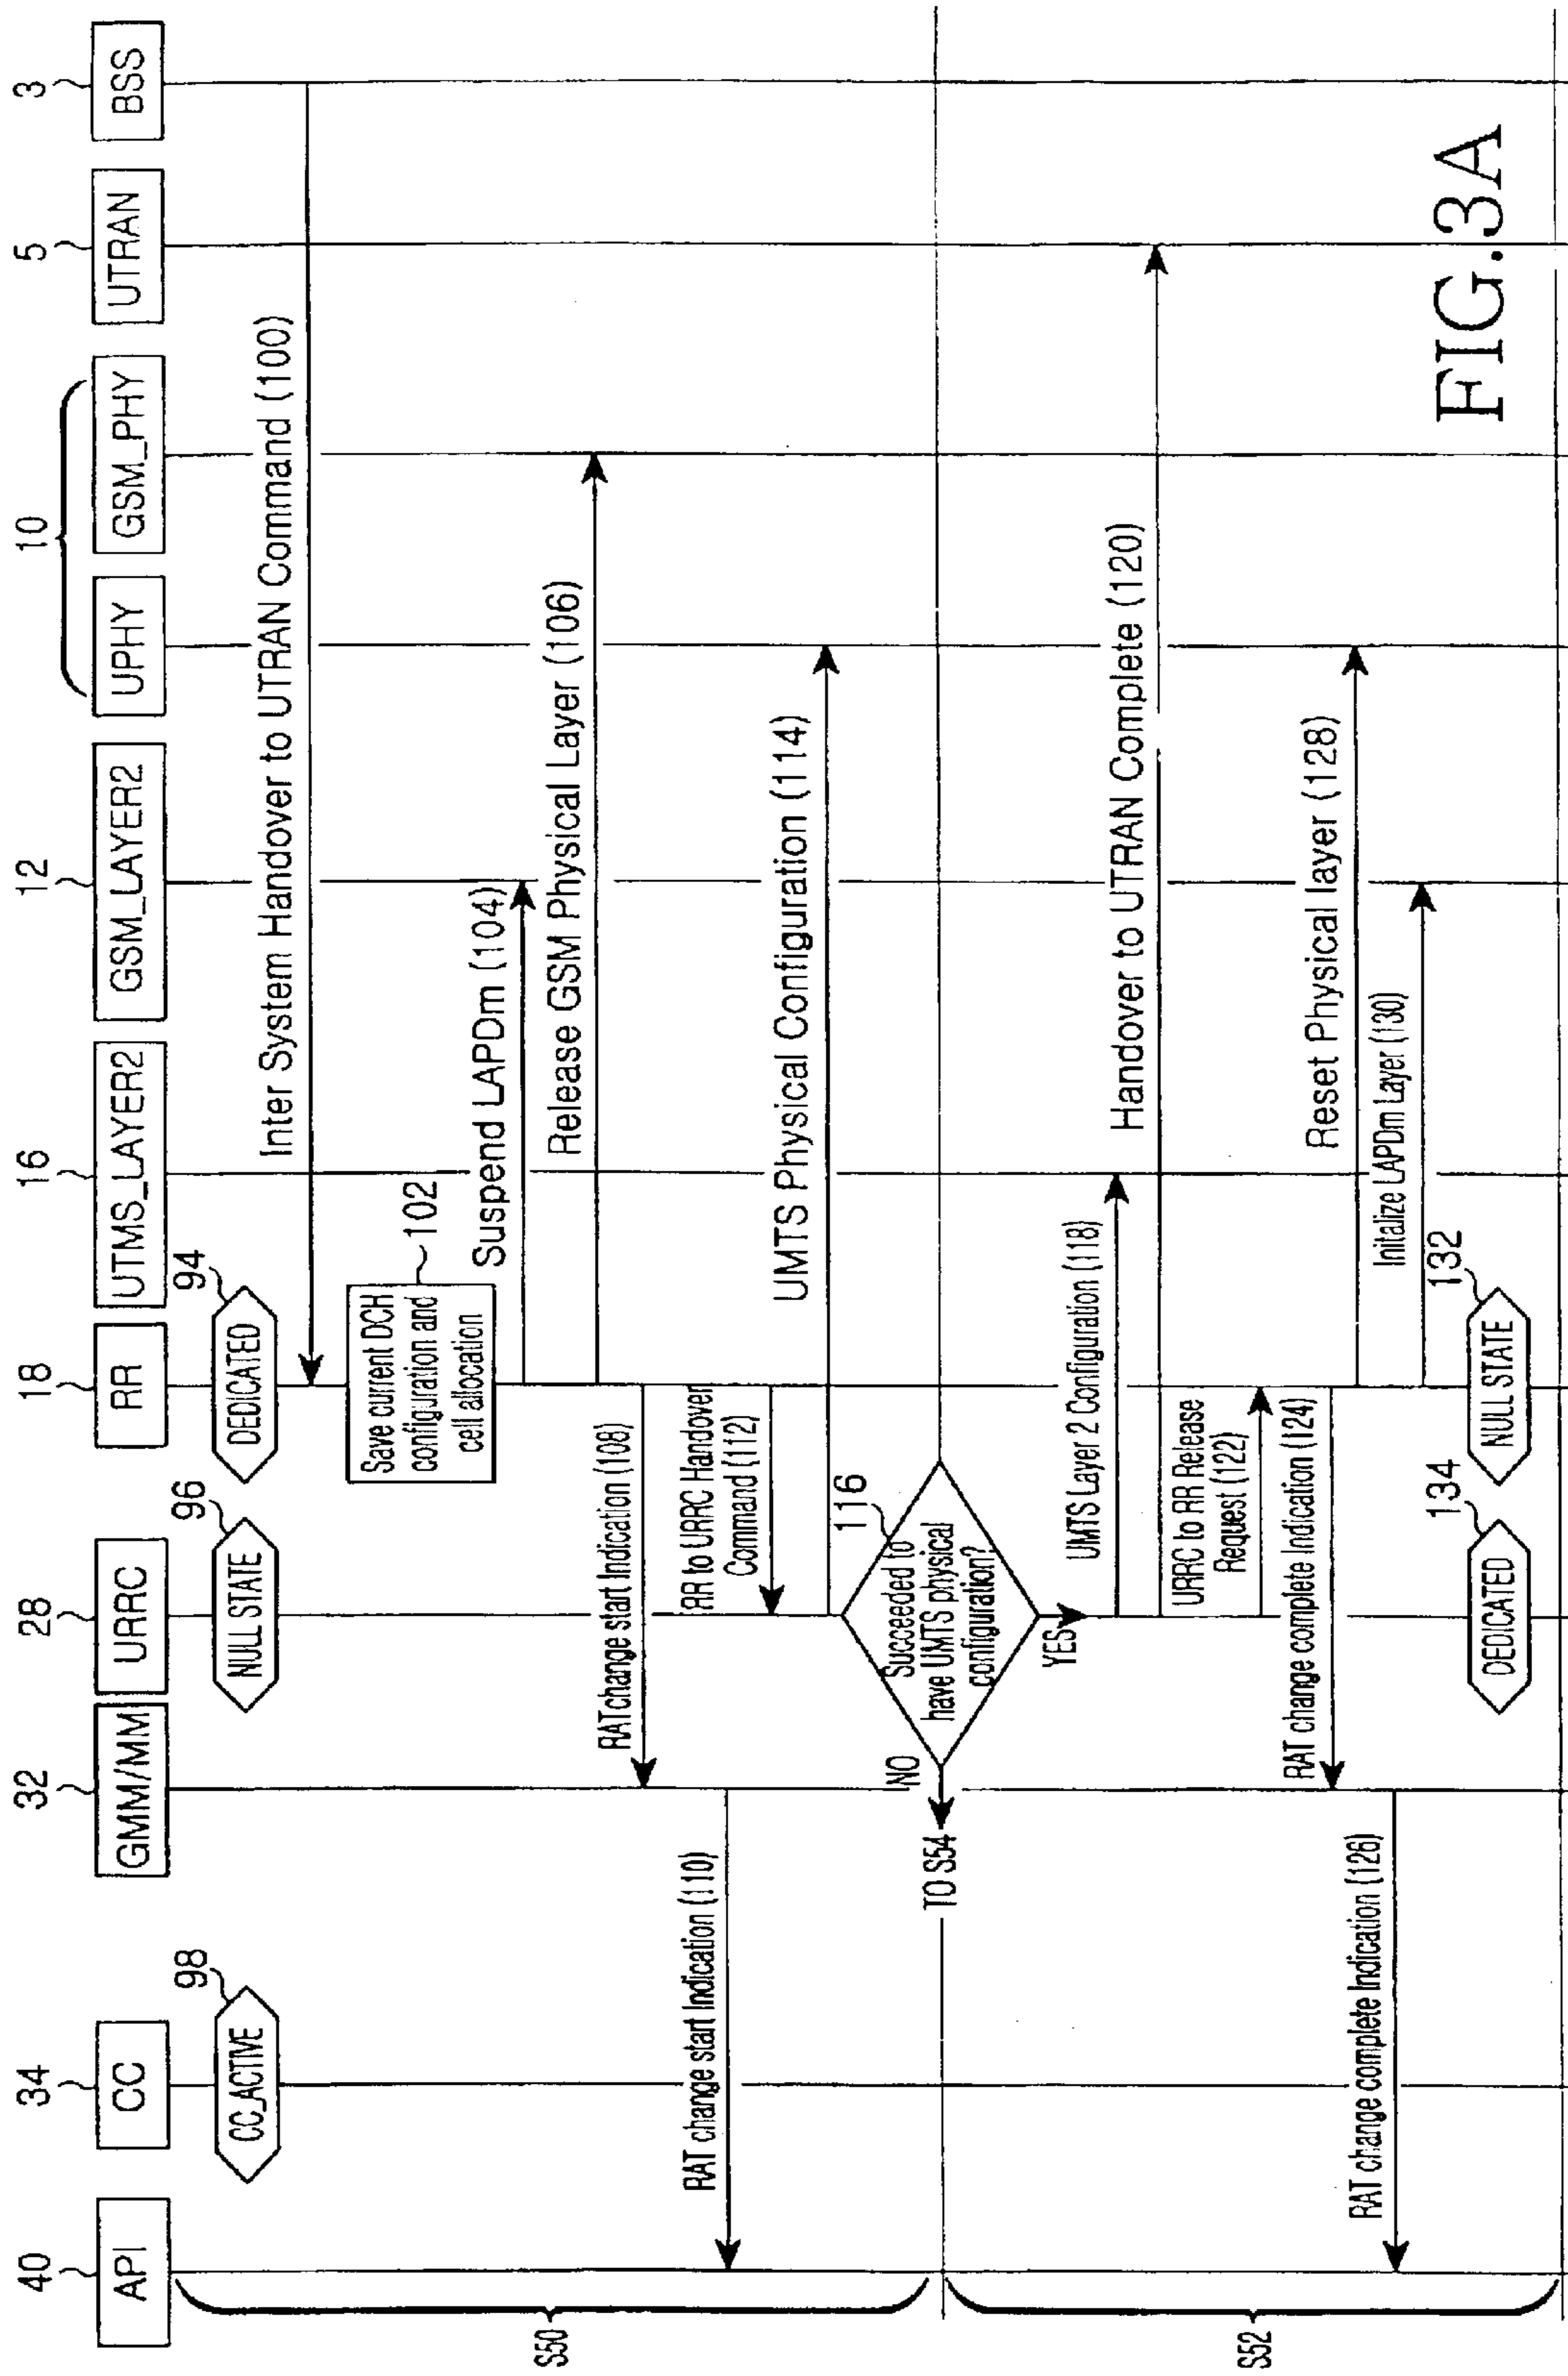 40
34
32
28
18
16
12
10
5
3
API
CC
GMM/MM
URRC
RR
UTMS_LAYER2
GSM_LAYER2
UPHY
GSM_PHY
UTRAN
BSS
98
96
94
CC_ACTIVE
NULL STATE
DEDICATED
Inter System Handover to UTRAN Command (100)
Save current DCH
configuration and
cell allocation
102
Suspend LAPDm (104)
Release GSM Physical Layer (106)
RAT change start Indication (108)
RAT change start Indication (110)
RR to URRC Handover
Command (112)
UMTS Physical Configuration (114)
S50
116
Succeeded to
have UMTS physical
configuration?
NO
TO S54
YES
UMTS Layer 2 Configuration (118)
Handover to UTRAN Complete (120)
URRC to RR Release
Request (122)
RAT change complete Indication (124)
RAT change complete Indication (126)
Reset Physical layer (128)
Initalize LAPDm Layer (130)
S52
134
132
DEDICATED
NULL STATE
FIG.3A